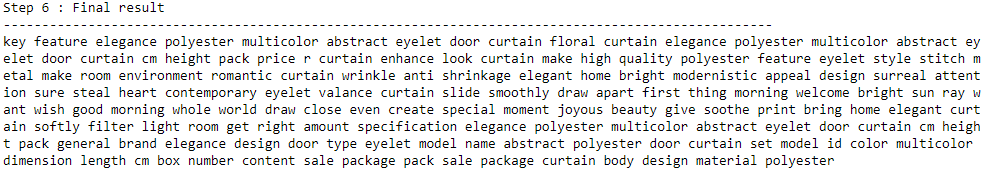 Step 6 : Final result
------------------------------------------------------------------------------------------------
key feature elegance polyester multicolor abstract eyelet door curtain floral curtain elegance polyester multicolor abstract ey
elet door curtain cm height pack price r curtain enhance look curtain make high quality polyester feature eyelet style stitch m
etal make room environment romantic curtain wrinkle anti shrinkage elegant home bright modernistic appeal design surreal attent
ion sure steal heart contemporary eyelet valance curtain slide smoothly draw apart first thing morning welcome bright sun ray w
ant wish good morning whole world draw close even create special moment joyous beauty give soothe print bring home elegant curt
ain softly filter light room get right amount specification elegance polyester multicolor abstract eyelet door curtain cm heigh
t pack general brand elegance design door type eyelet model name abstract polyester door curtain set model id color multicolor
dimension length cm box number content sale package pack sale package curtain body design material polyester